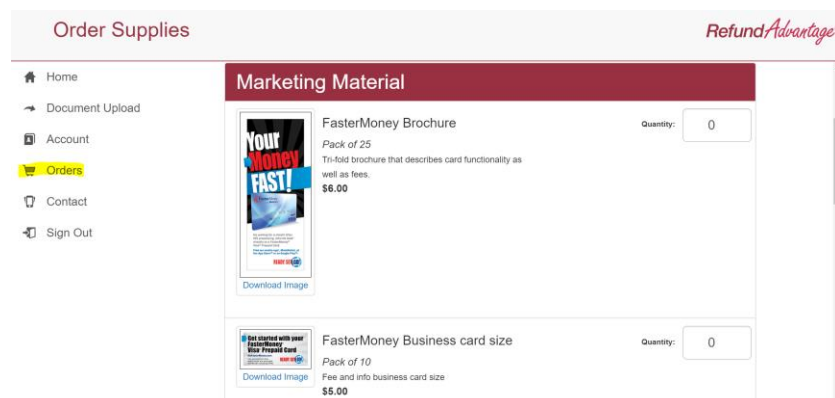 Order Supplies
RefundAdvantage
Home
Document Upload
Account
Orders
Contact
Sign Out
Marketing Material
Your
Money
FAST!
Download Image
FasterMoney Brochure
Pack of 25
Tri-fold brochure that describes card functionality as
well as fees.
$6.00
Quantity:
0
Get started with your
FasterMoney
Visa Prepaid Card
Download Image
FasterMoney Business card size
Pack of 10
Fee and info business card size
$5.00
Quantity:
0